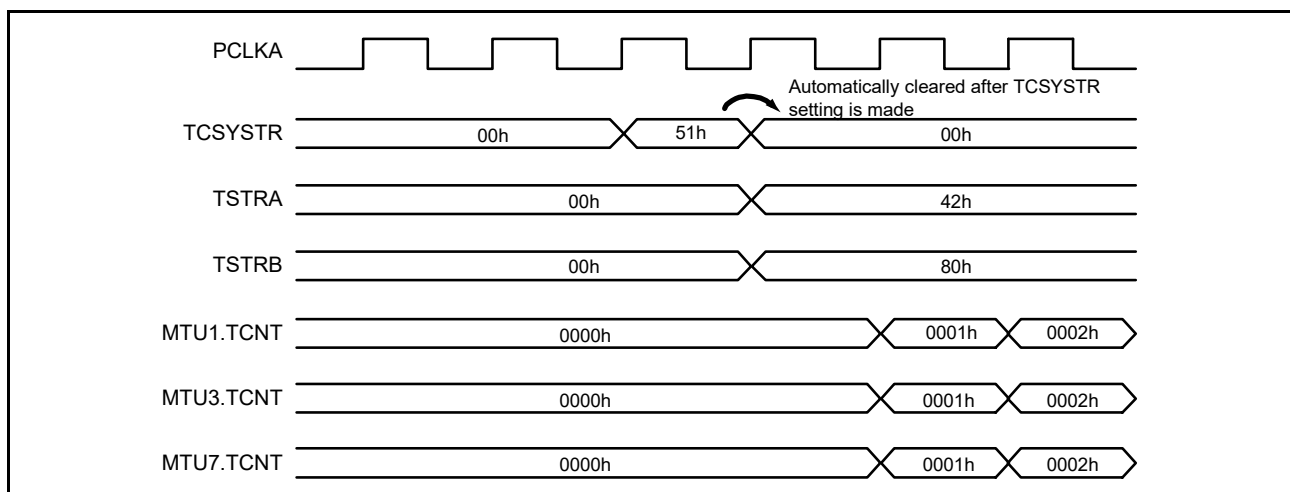 PCLKA
Automatically cleared after TCSYSTR
setting is made
TCSYSTR 00h 51h 00h
TSTRA 00h 42h
TSTRB 00h 80h
MTU1.TCNT 0000h 0001h 0002h
MTU3.TCNT 0000h 0001h 0002h
MTU7.TCNT 0000h 0001h 0002h